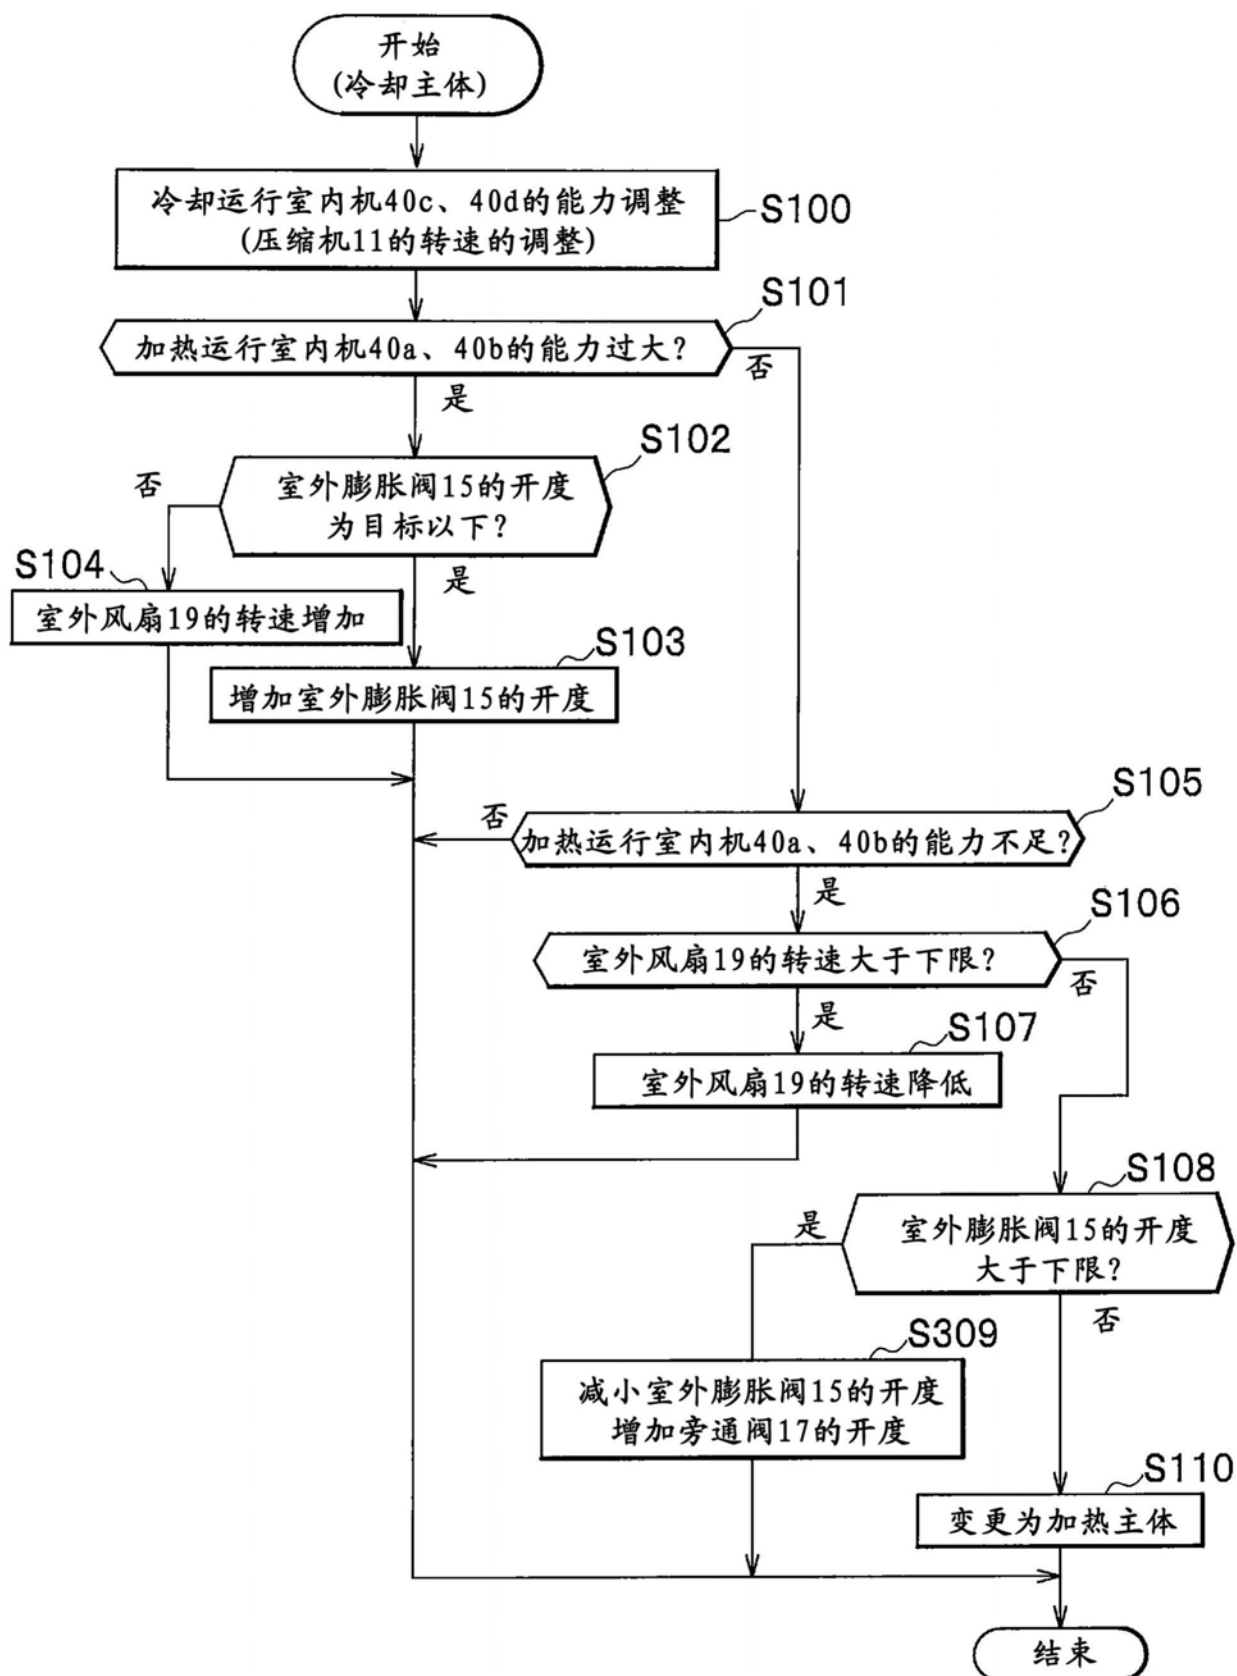 开始
(冷却主体)
冷却运行室内机40c、40d的能力调整
(压缩机11的转速的调整)
S100
S101
加热运行室内机40a、40b的能力过大?
否
是
S102
室外膨胀阀15的开度
为目标以下?
否
是
S104
室外风扇19的转速增加
S103
增加室外膨胀阀15的开度
S105
否
加热运行室内机40a、40b的能力不足?
是
S106
室外风扇19的转速大于下限?
否
是
S107
室外风扇19的转速降低
S108
是
室外膨胀阀15的开度
大于下限?
否
S309
减小室外膨胀阀15的开度
增加旁通阀17的开度
S110
变更为加热主体
结束